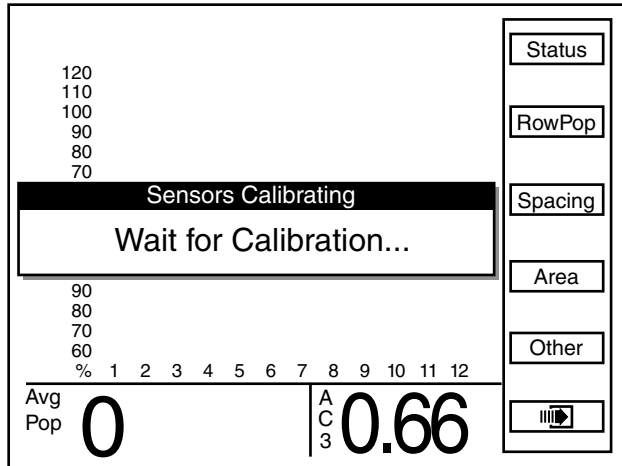 120
110
100
90
80
70
Sensors Calibrating
Wait for Calibration...
90
80
70
60
% 1 2 3 4 5 6 7 8 9 10 11 12
Avg
Pop
0
A
C
3
0.66
Status
RowPop
Spacing
Area
Other